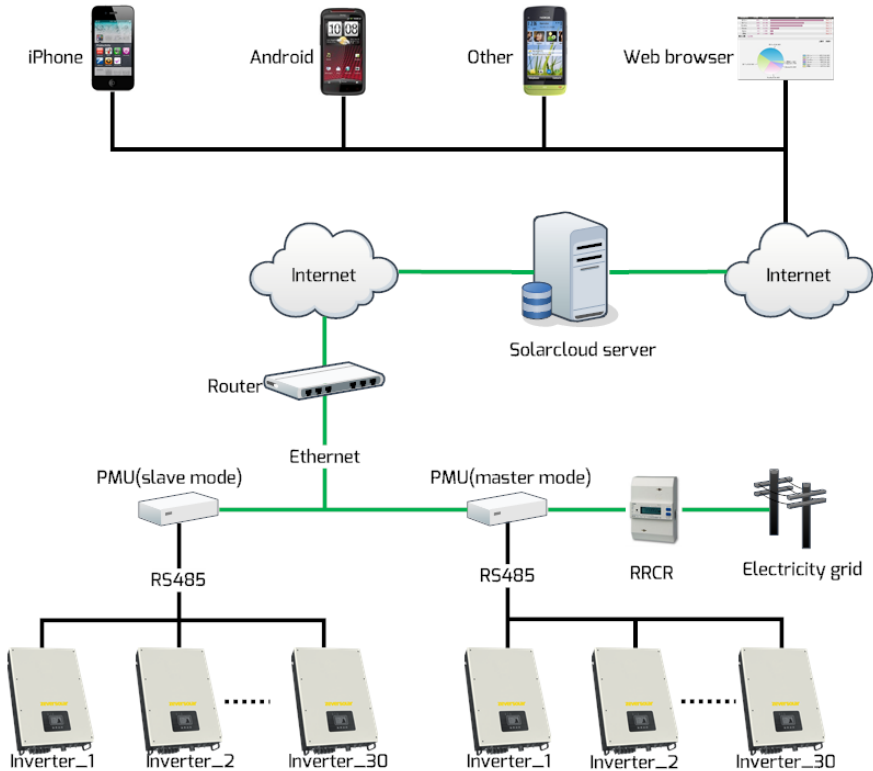 iPhone
Android
Other
Web browser
Internet
Internet
Solarcloud server
Router
Ethernet
PMU(slave mode)
PMU(master mode)
RS485
RS485
RRCR
Electricity grid
Inverter_1
Inverter_2
Inverter_30
Inverter_1
Inverter_2
Inverter_30